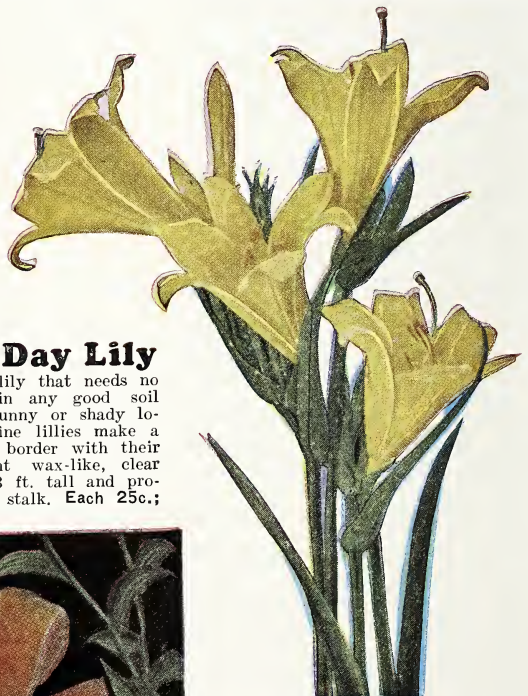 Day Lily
lily that needs no
in any good soil
unny or shady lo-
ine lillies make a
border with their
t wax-like, clear
ft. tall and pro-
stalk. Each 25c.;